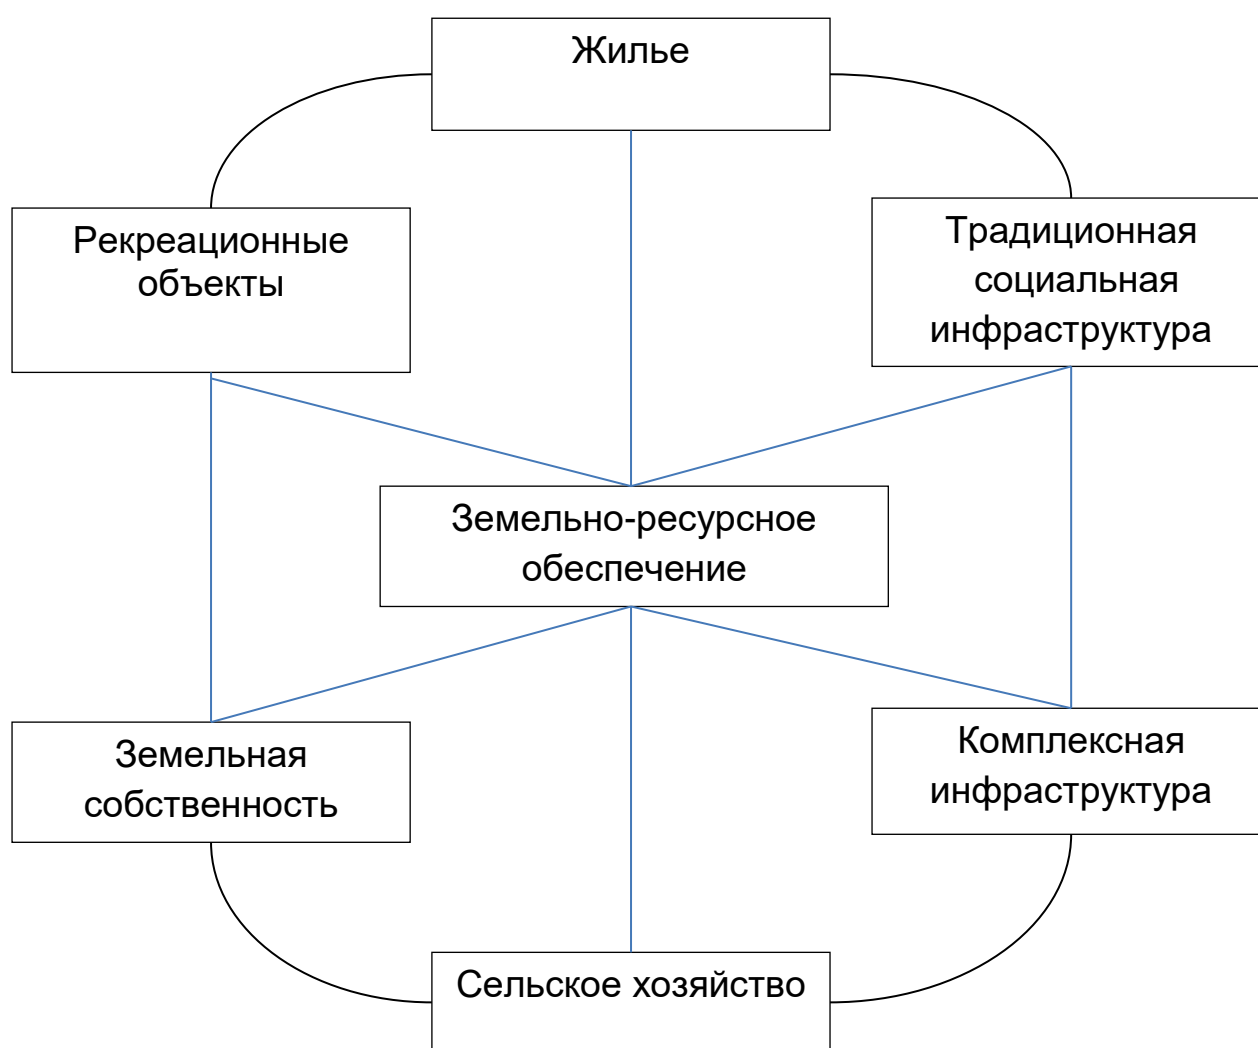 Жилье
Рекреационные
объекты
Традиционная
социальная
инфраструктура
Земельно-ресурсное
обеспечение
Земельная
собственность
Комплексная
инфраструктура
Сельское хозяйство